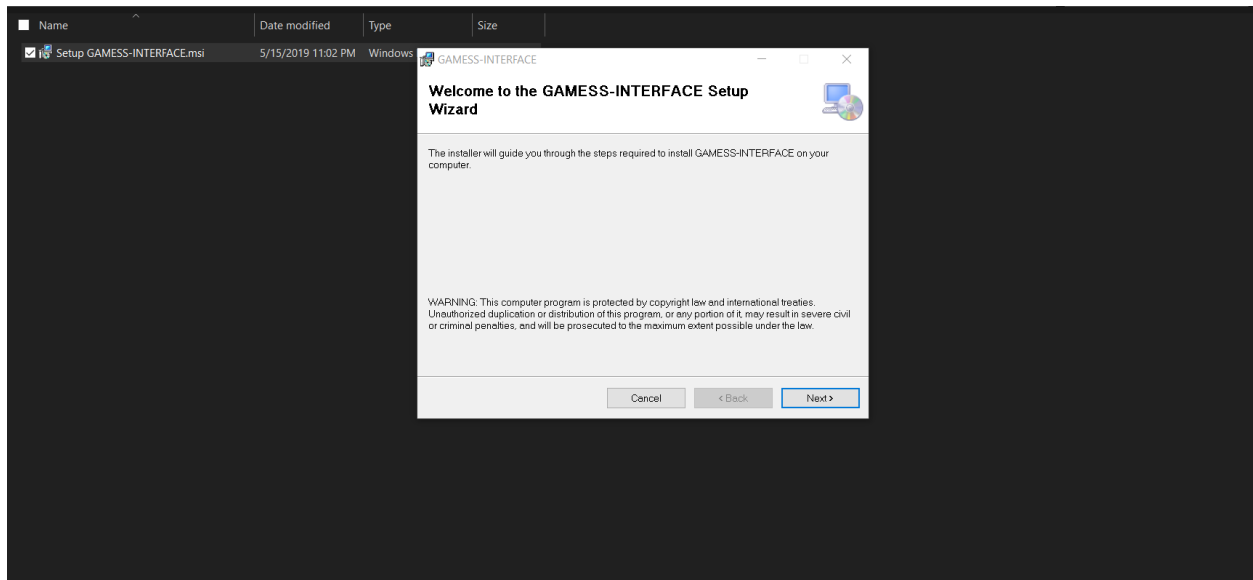 Name Date modified Type Size
Setup GAMESS-INTERFACE.msi 5/15/2019 11:02 PM Windows
GAMESS-INTERFACE
Welcome to the GAMESS-INTERFACE Setup
Wizard
The installer will guide you through the steps required to install GAMESS-INTERFACE on your
computer.
WARNING: This computer program is protected by copyright law and international treaties.
Unauthorized duplication or distribution of this program, or any portion of it, may result in severe civil
or criminal penalties, and will be prosecuted to the maximum extent possible under the law.
Cancel < Back Next >